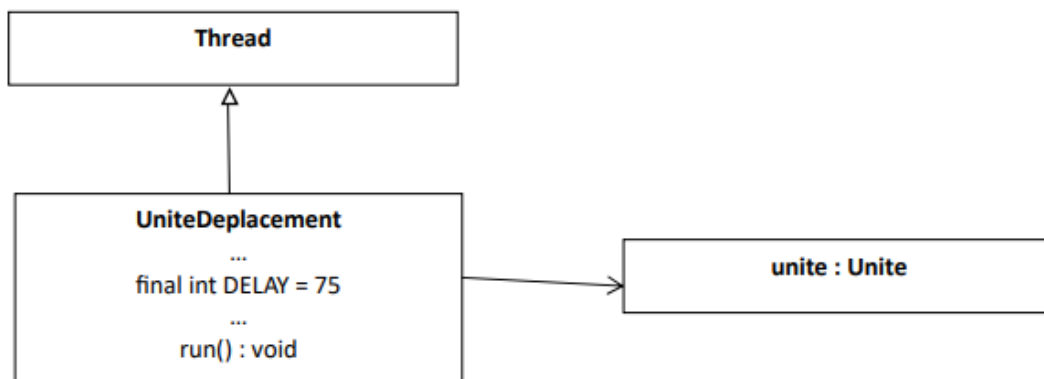 Thread
UniteDeplacement
...
final int DELAY = 75
...
run() : void
unite : Unite